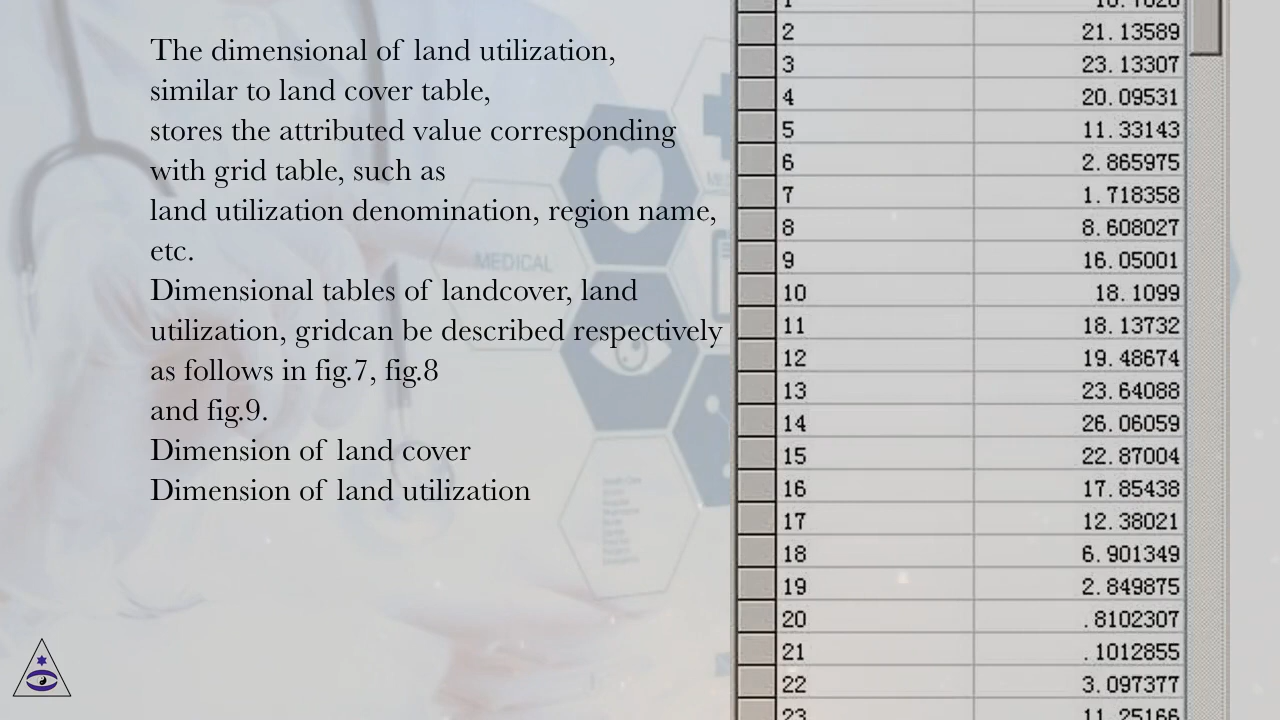 The dimensional of land utilization,
similar to land cover table,
stores the attributed value corresponding
with grid table, such as
land utilization denomination, region name,
etc.
Dimensional tables of landcover, land
utilization, gridcan be described respectively
as follows in fig.7, fig.8
and fig.9.
Dimension of land cover
Dimension of land utilization
MEDICAL
2 21.13589
3 23.13307
4 20.09531
5 11.33143
6 2.865975
7 1.718358
8 8.608027
9 16.05001
10 18.1099
11 18.13732
12 19.48674
13 23.64088
14 26.06059
15 22.87004
16 17.85438
17 12.38021
18 6.901349
19 2.849875
20 .8102307
21 .1012855
22 3.097377
23 11.25166